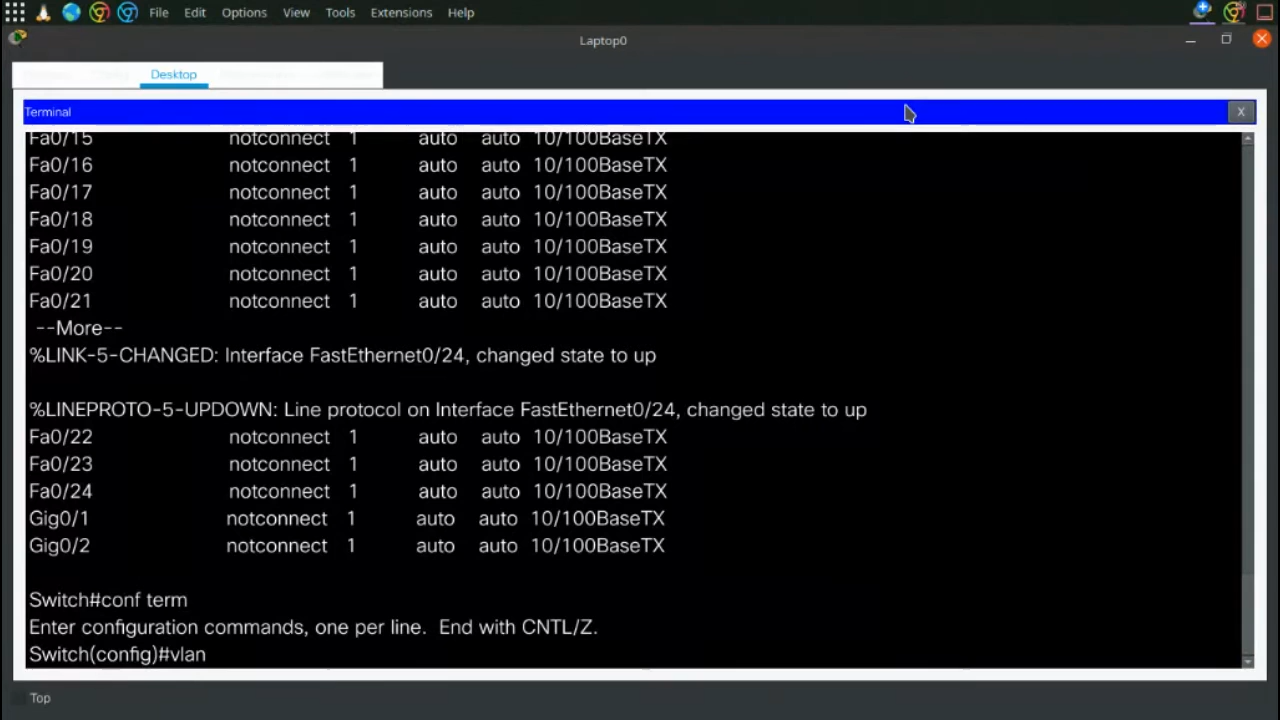 File Edit Options View Tools Extensions Help
Laptop0
Desktop
Terminal
X
Fa0/15 notconnect 1 auto auto 10/100BaseTX
Fa0/16 notconnect 1 auto auto 10/100BaseTX
Fa0/17 notconnect 1 auto auto 10/100BaseTX
Fa0/18 notconnect 1 auto auto 10/100BaseTX
Fa0/19 notconnect 1 auto auto 10/100BaseTX
Fa0/20 notconnect 1 auto auto 10/100BaseTX
Fa0/21 notconnect 1 auto auto 10/100BaseTX
--More--
%LINK-5-CHANGED: Interface FastEthernet0/24, changed state to up
%LINEPROTO-5-UPDOWN: Line protocol on Interface FastEthernet0/24, changed state to up
Fa0/22 notconnect 1 auto auto 10/100BaseTX
Fa0/23 notconnect 1 auto auto 10/100BaseTX
Fa0/24 notconnect 1 auto auto 10/100BaseTX
Gig0/1 notconnect 1 auto auto 10/100BaseTX
Gig0/2 notconnect 1 auto auto 10/100BaseTX
Switch#conf term
Enter configuration commands, one per line. End with CNTL/Z.
Switch(config)#vlan
Top